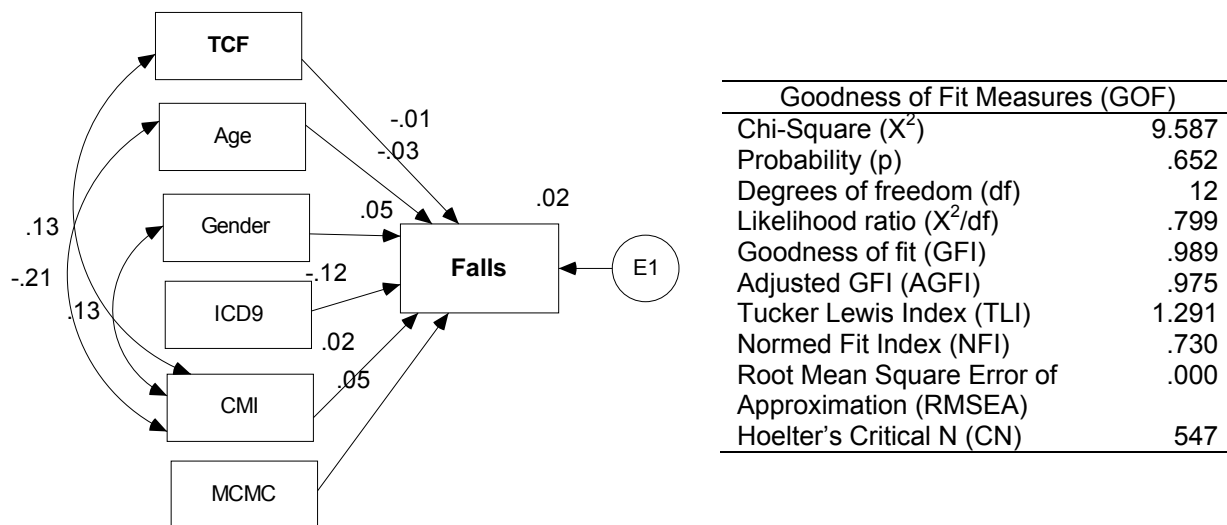 TCF
Age
Gender
ICD9
CMI
MCMC
-.01
-.03
.05
-.12
.02
.05
.13
-.21
.13
.02
Falls
E1
Goodness of Fit Measures (GOF)
Chi-Square (X²) 9.587
Probability (p) .652
Degrees of freedom (df) 12
Likelihood ratio (X²/df) .799
Goodness of fit (GFI) .989
Adjusted GFI (AGFI) .975
Tucker Lewis Index (TLI) 1.291
Normed Fit Index (NFI) .730
Root Mean Square Error of .000
Approximation (RMSEA)
Hoelter's Critical N (CN) 547